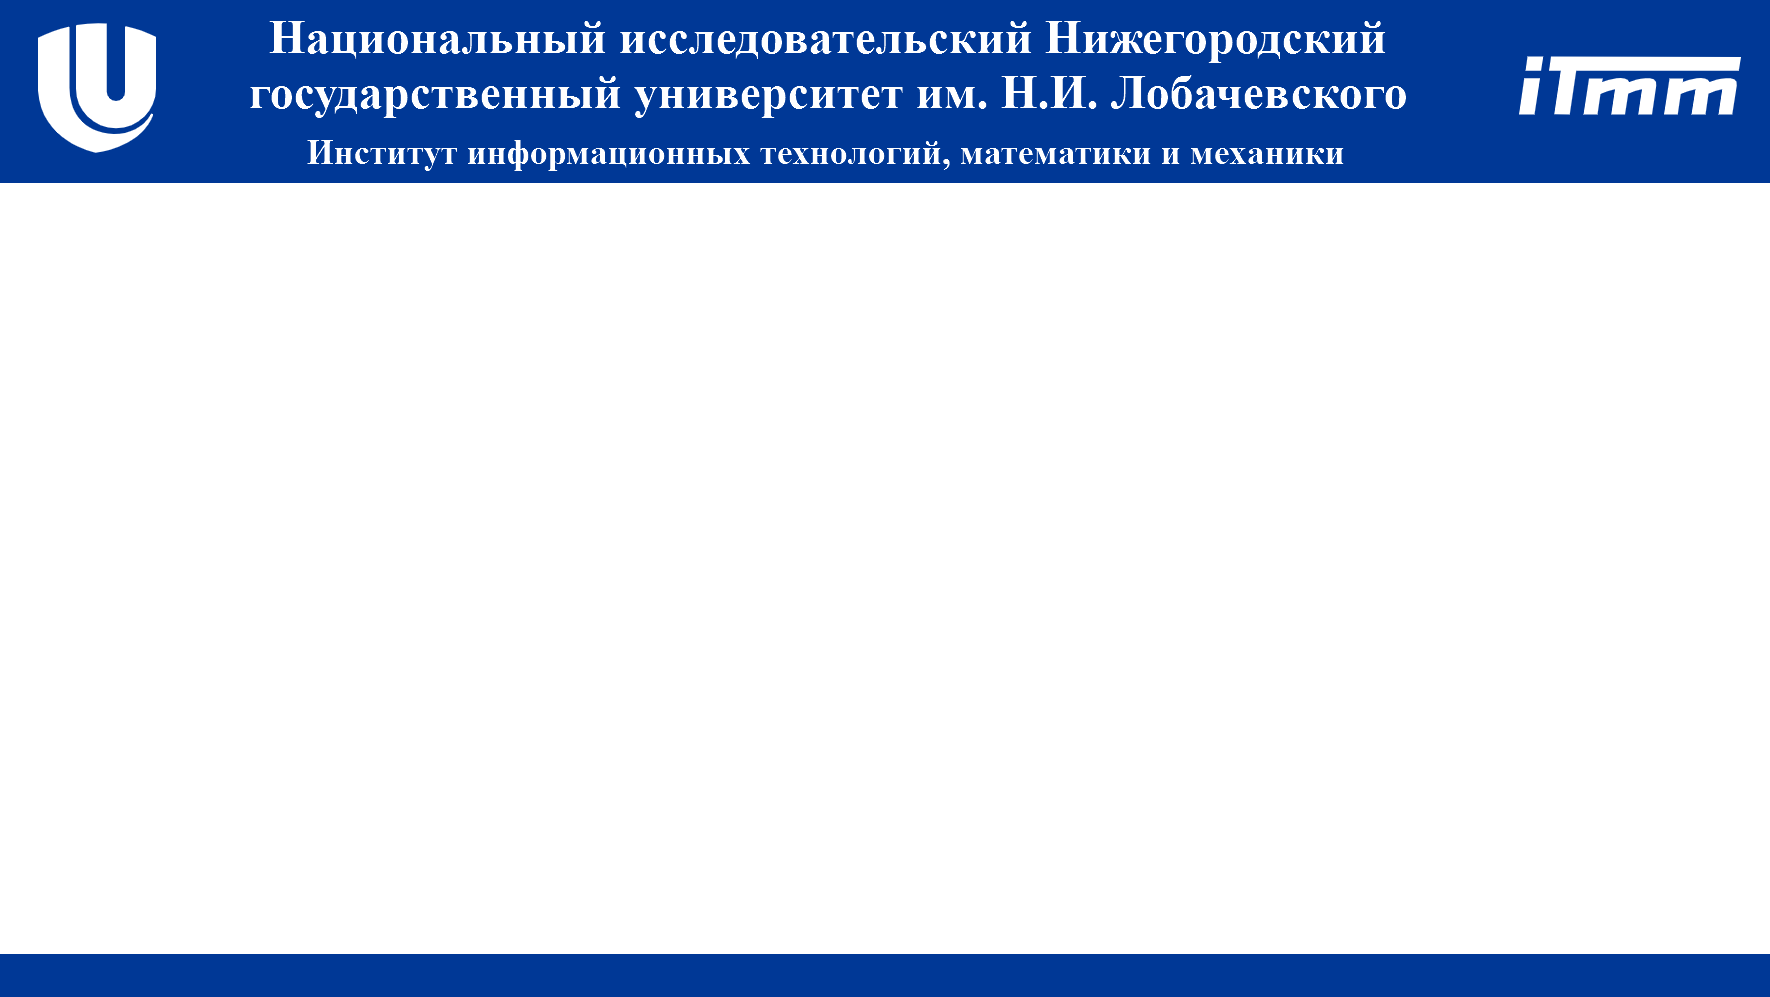 Национальный исследовательский Нижегородский
государственный университет им. Н.И. Лобачевского
Институт информационных технологий, математики и механики
iTmm